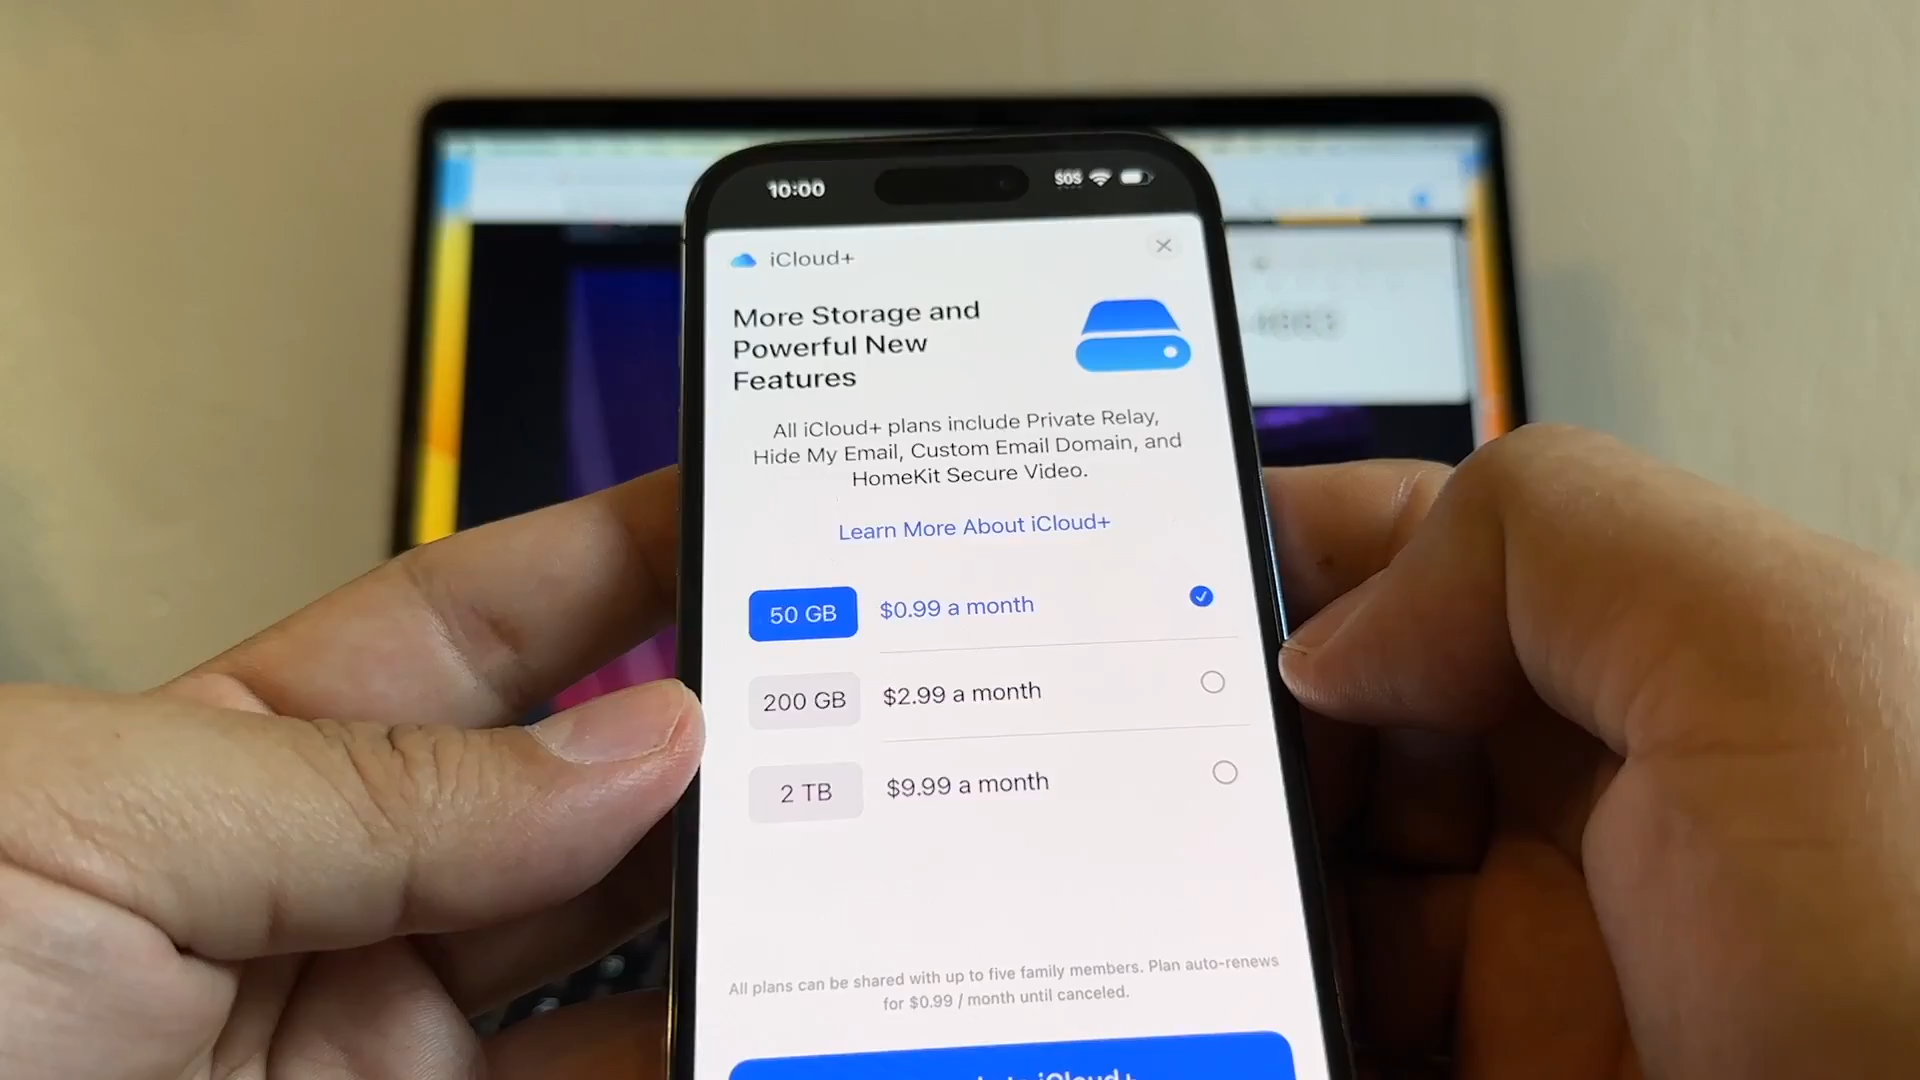 10:00
SOS
iCloud+
More Storage and
Powerful New
Features
All iCloud+ plans include Private Relay,
Hide My Email, Custom Email Domain, and
HomeKit Secure Video.
Learn More About iCloud+
50 GB $0.99 a month
200 GB $2.99 a month
2 TB $9.99 a month
All plans can be shared with up to five family members. Plan auto-renews
for $0.99 / month until canceled.
iCloud+